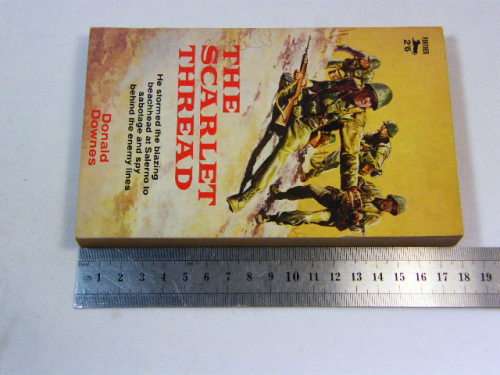 PANTHER
2'6
THE
SCARLET
THREAD
He stormed the blazing
beachhead at Salerno to
sabotage and spy
behind the enemy lines
Donald
Downes
1 2 3 4 5 6 7 8 9 10 11 12 13 14 15 16 17 18 19